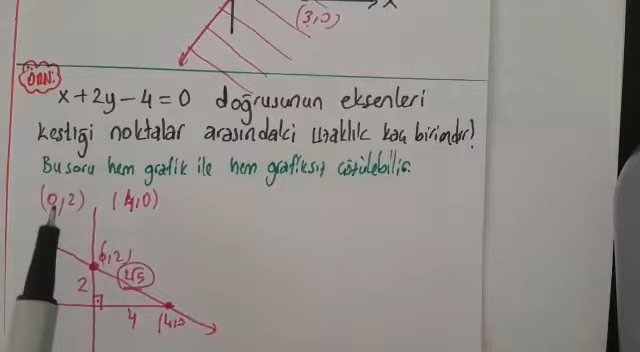 x
(3,0)
ÖRN:
x+2y-4=0 doğrusunun eksenleri
kestiği noktalar arasındaki uzaklık kaç birimdir?
Bu soru hem grafik ile hem grafiksiz çözülebilir.
(0,2) (4,0)
(0,2)
2√5
2
4
(4,0